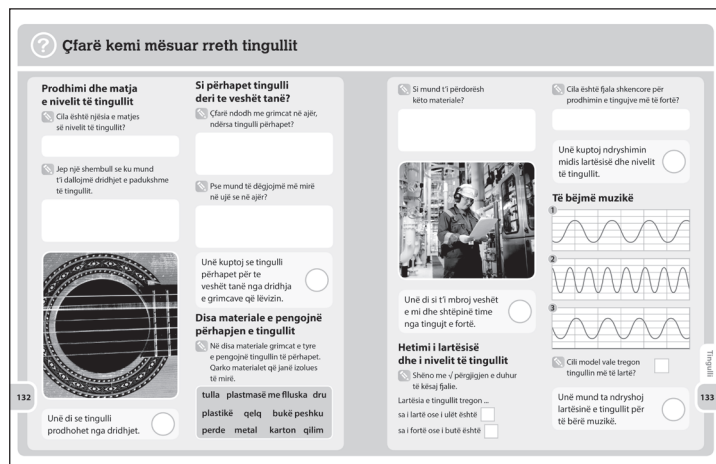 ?
Çfarë kemi mësuar rreth tingullit
Prodhimi dhe matja
e nivelit të tingullit
Cila është njësia e matjes
së nivelit të tingullit?
Jep një shembull se ku mund
t'i dallojmë dridhjet e padukshme
të tingullit.
Unë di se tingulli
prodhohet nga dridhjet.
132
Si përhapet tingulli
deri te veshët tanë?
Çfarë ndodh me grimcat në ajër,
ndërsa tingulli përhapet?
Pse mund të dëgjojmë më mirë
në ujë se në ajër?
Unë kuptoj se tingulli
përhapet për te
veshët tanë nga dridhja
e grimcave që lëvizin.
Disa materiale e pengojnë
përhapjen e tingullit
Në disa materiale grimcat e tyre
e pengojnë tingullin të përhapet.
Qarko materialet që janë izolues
të mirë.
tulla plastmasë me flluska dru
plastikë qelq bukë peshku
perde metal karton qilim
Si mund t'i përdorësh
këto materiale?
Unë di si t'i mbroj veshët
e mi dhe shtëpinë time
nga tingujt e fortë.
Hetimi i lartësisë
dhe i nivelit të tingullit
Shëno me √ përgjigjen e duhur
të kësaj fjalie.
Lartësia e tingullit tregon ...
sa i lartë ose i ulët është
sa i fortë ose i butë është
Cila është fjala shkencore për
prodhimin e tingujve më të fortë?
Unë kuptoj ndryshimin
midis lartësisë dhe nivelit
të tingullit.
Të bëjmë muzikë
1
2
3
Cili model vale tregon
tingullin më të lartë?
Unë mund ta ndryshoj
lartësinë e tingullit për
të bërë muzikë.
Tingulli
133